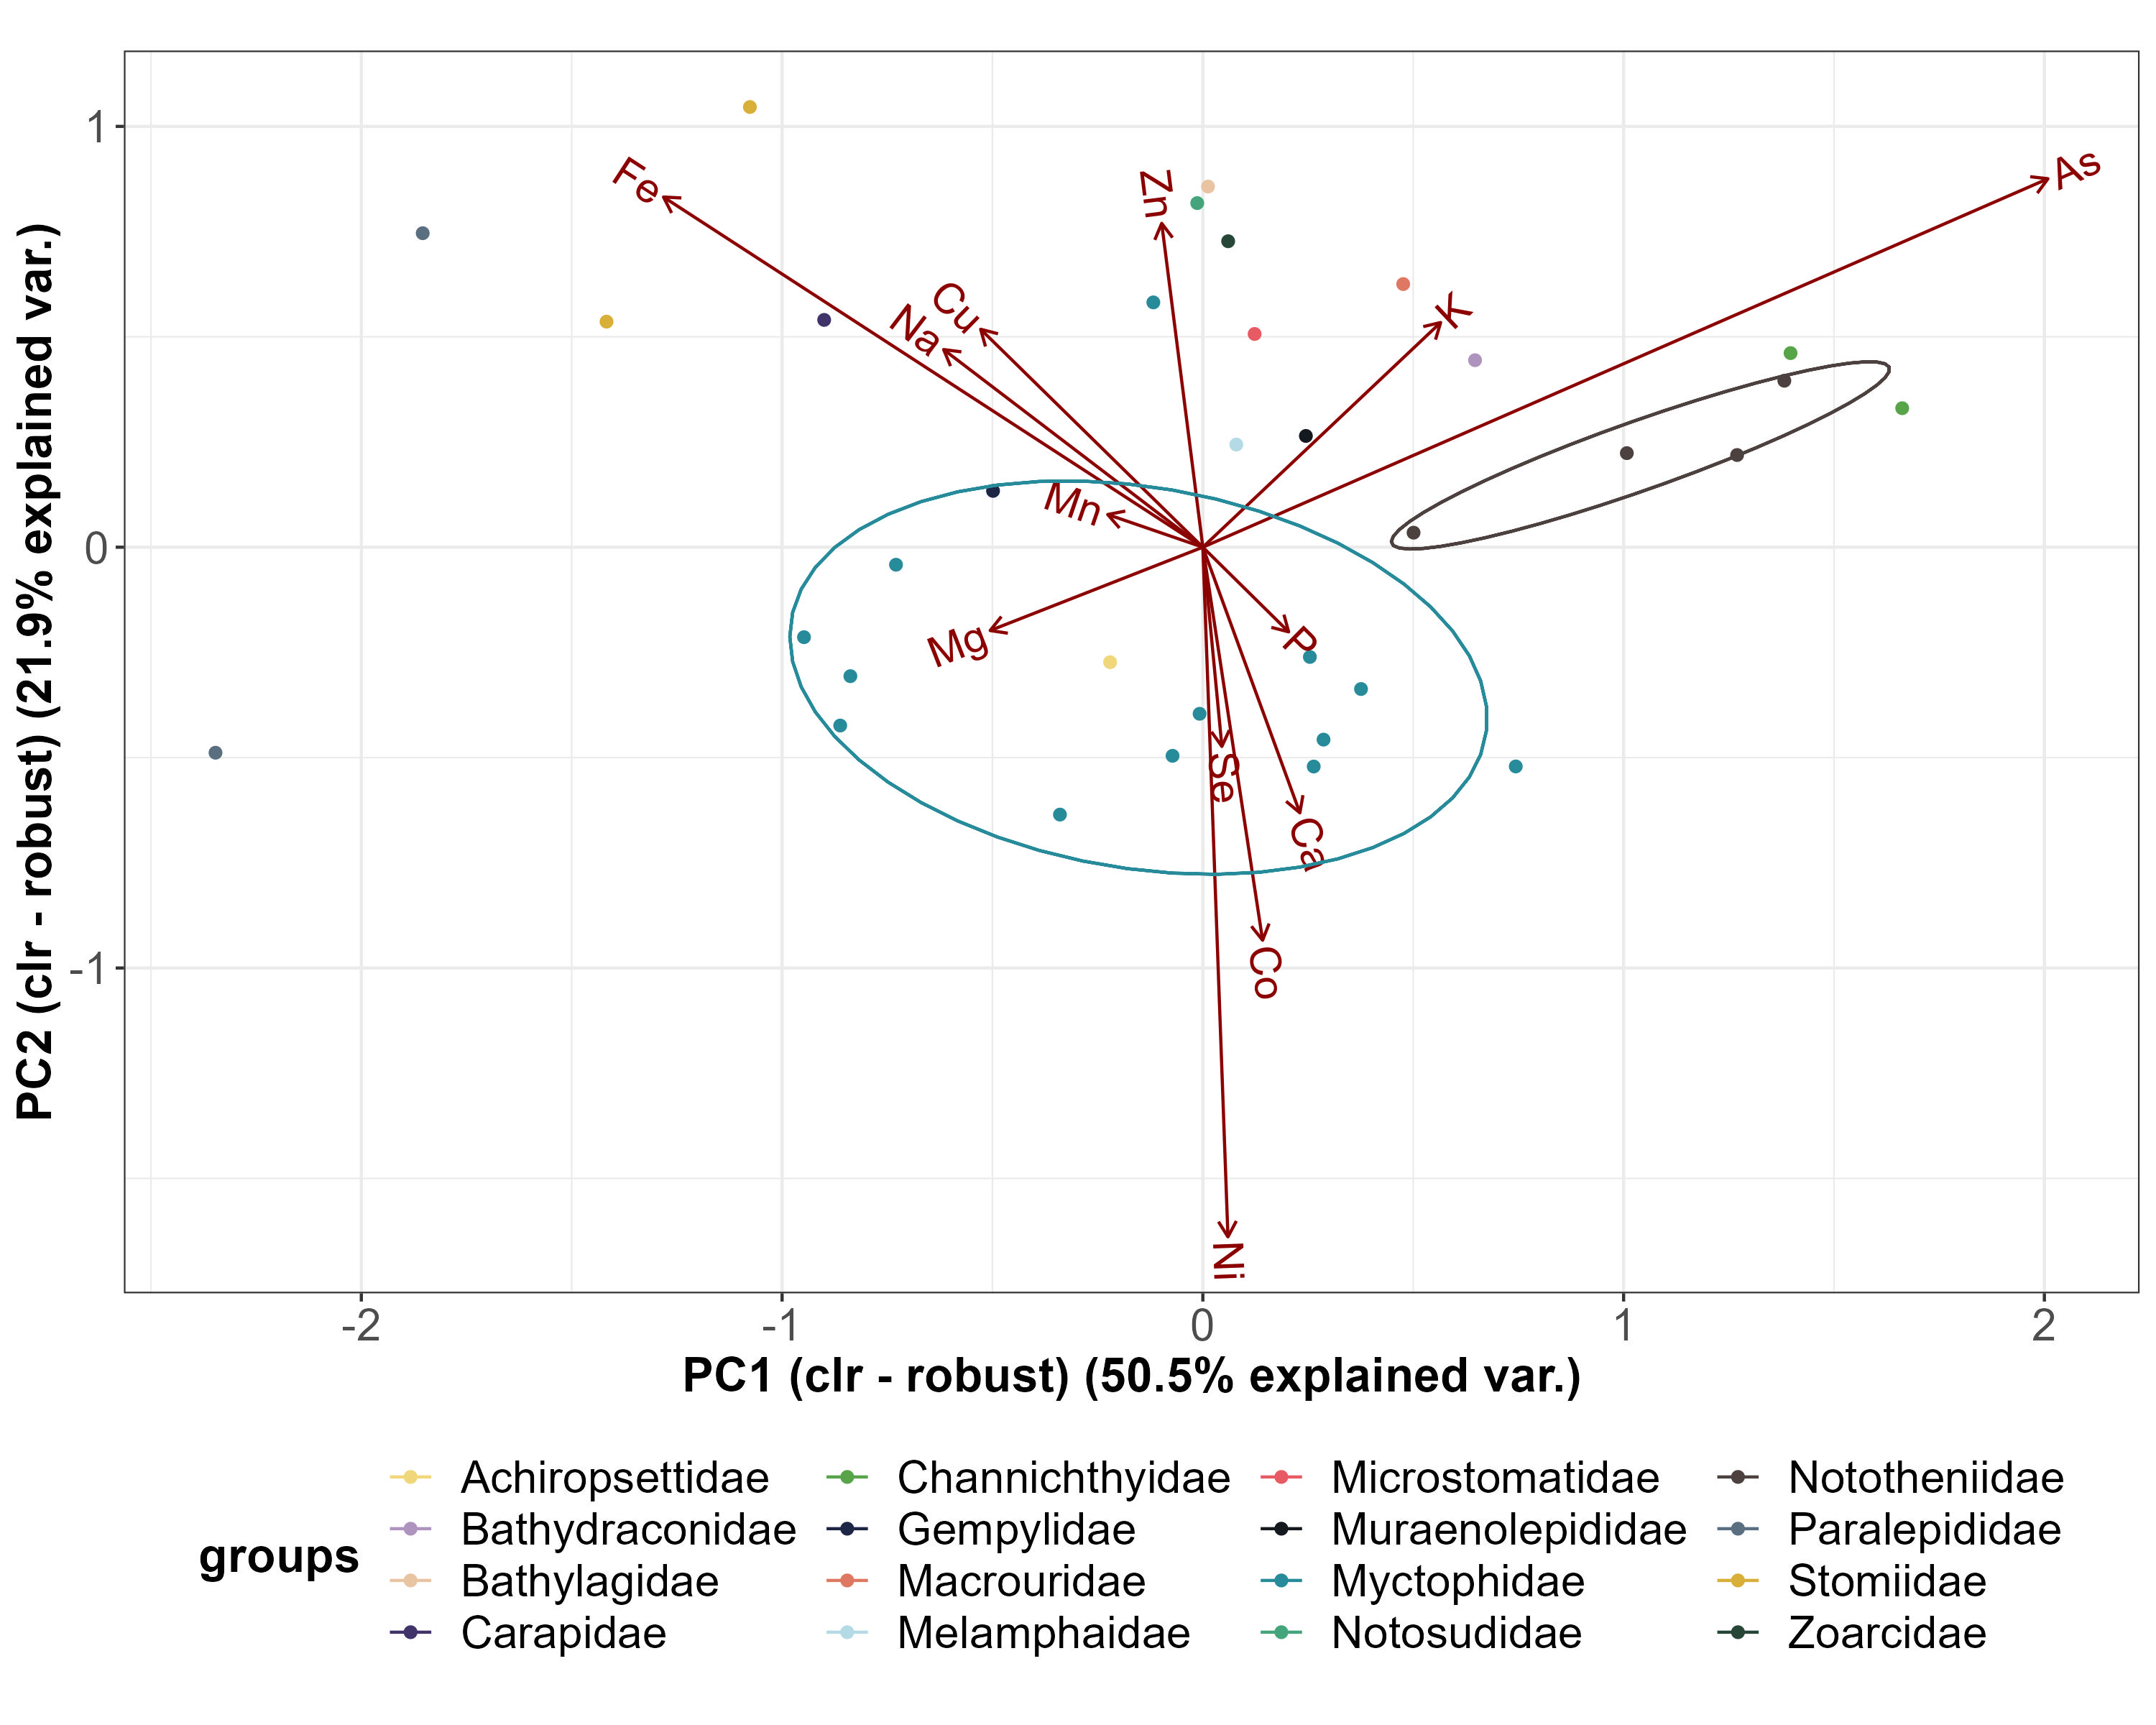 PC2 (clr - robust) (21.9% explained var.)
1
0
-1
Fe
Zn
As
Cu
Na
K
Mn
Mg
P
Se
Ca
Co
Ni
-2
-1
0
1
2
PC1 (clr - robust) (50.5% explained var.)
groups
Achiropsettidae
Bathydraconidae
Bathylagidae
Carapidae
Channichthyidae
Gempylidae
Macrouridae
Melamphaidae
Microstomatidae
Muraenolepididae
Myctophidae
Notosudidae
Nototheniidae
Paralepididae
Stomiidae
Zoarcidae